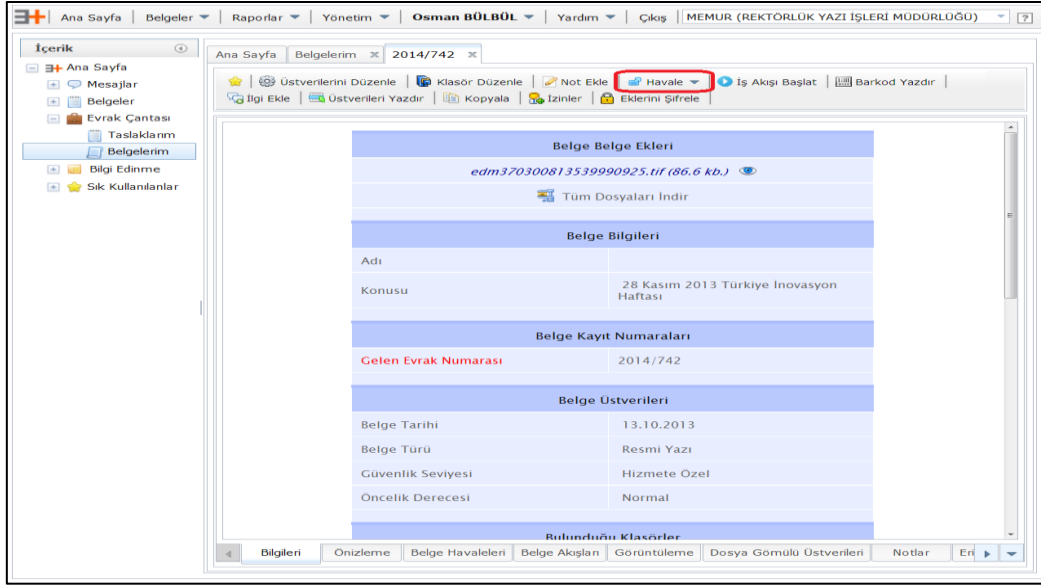 Ana Sayfa Belgeler Raporlar Yönetim Osman BÜLBÜL Yardım Çıkış MEMUR (REKTÖRLÜK YAZI İŞLERİ MÜDÜRLÜĞÜ) ?
İçerik
Ana Sayfa
Mesajlar
Belgeler
Evrak Çantası
Taslaklarım
Belgelerim
Bilgi Edinme
Sık Kullanılanlar
Ana Sayfa Belgelerim 2014/742
Üstverilerini Düzenle Klasör Düzenle Not Ekle Havale İş Akışı Başlat Barkod Yazdır
İlgi Ekle Üstverileri Yazdır Kopyala İzinler Eklerini Şifrele
Belge Belge Ekleri
edm370300813539990925.tif (86.6 kb.)
Tüm Dosyaları İndir
Belge Bilgileri
Adı
Konusu 28 Kasım 2013 Türkiye İnovasyon
Haftası
Belge Kayıt Numaraları
Gelen Evrak Numarası 2014/742
Belge Üstverileri
Belge Tarihi 13.10.2013
Belge Türü Resmi Yazı
Güvenlik Seviyesi Hizmete Özel
Öncelik Derecesi Normal
Bulunduğu Klasörler
Bilgileri Önizleme Belge Havaleleri Belge Akışları Görüntüleme Dosya Gömülü Üstverileri Notlar Eri